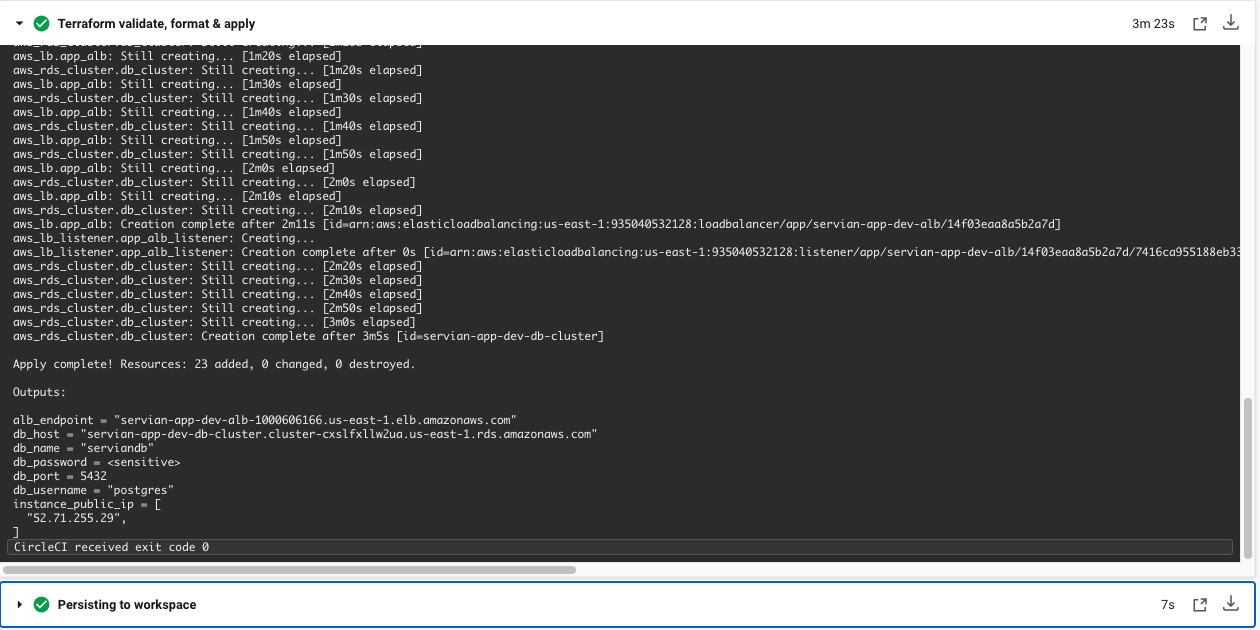 Terraform validate, format & apply
3m 23s
aws_lb.app_alb: Still creating... [1m20s elapsed]
aws_rds_cluster.db_cluster: Still creating... [1m20s elapsed]
aws_lb.app_alb: Still creating... [1m30s elapsed]
aws_rds_cluster.db_cluster: Still creating... [1m30s elapsed]
aws_lb.app_alb: Still creating... [1m40s elapsed]
aws_rds_cluster.db_cluster: Still creating... [1m40s elapsed]
aws_lb.app_alb: Still creating... [1m50s elapsed]
aws_rds_cluster.db_cluster: Still creating... [1m50s elapsed]
aws_lb.app_alb: Still creating... [2m0s elapsed]
aws_rds_cluster.db_cluster: Still creating... [2m0s elapsed]
aws_lb.app_alb: Still creating... [2m10s elapsed]
aws_rds_cluster.db_cluster: Still creating... [2m10s elapsed]
aws_lb.app_alb: Creation complete after 2m11s [id=arn:aws:elasticloadbalancing:us-east-1:935040532128:loadbalancer/app/servian-app-dev-alb/14f03eaa8a5b2a7d]
aws_lb_listener.app_alb_listener: Creating...
aws_lb_listener.app_alb_listener: Creation complete after 0s [id=arn:aws:elasticloadbalancing:us-east-1:935040532128:listener/app/servian-app-dev-alb/14f03eaa8a5b2a7d/7416ca955188eb33
aws_rds_cluster.db_cluster: Still creating... [2m20s elapsed]
aws_rds_cluster.db_cluster: Still creating... [2m30s elapsed]
aws_rds_cluster.db_cluster: Still creating... [2m40s elapsed]
aws_rds_cluster.db_cluster: Still creating... [2m50s elapsed]
aws_rds_cluster.db_cluster: Still creating... [3m0s elapsed]
aws_rds_cluster.db_cluster: Creation complete after 3m5s [id=servian-app-dev-db-cluster]
Apply complete! Resources: 23 added, 0 changed, 0 destroyed.
Outputs:
alb_endpoint = "servian-app-dev-alb-1000606166.us-east-1.elb.amazonaws.com"
db_host = "servian-app-dev-db-cluster.cluster-cxslfxllw2ua.us-east-1.rds.amazonaws.com"
db_name = "serviandb"
db_password = <sensitive>
db_port = 5432
db_username = "postgres"
instance_public_ip = [
"52.71.255.29",
]
CircleCI received exit code 0
Persisting to workspace
7s